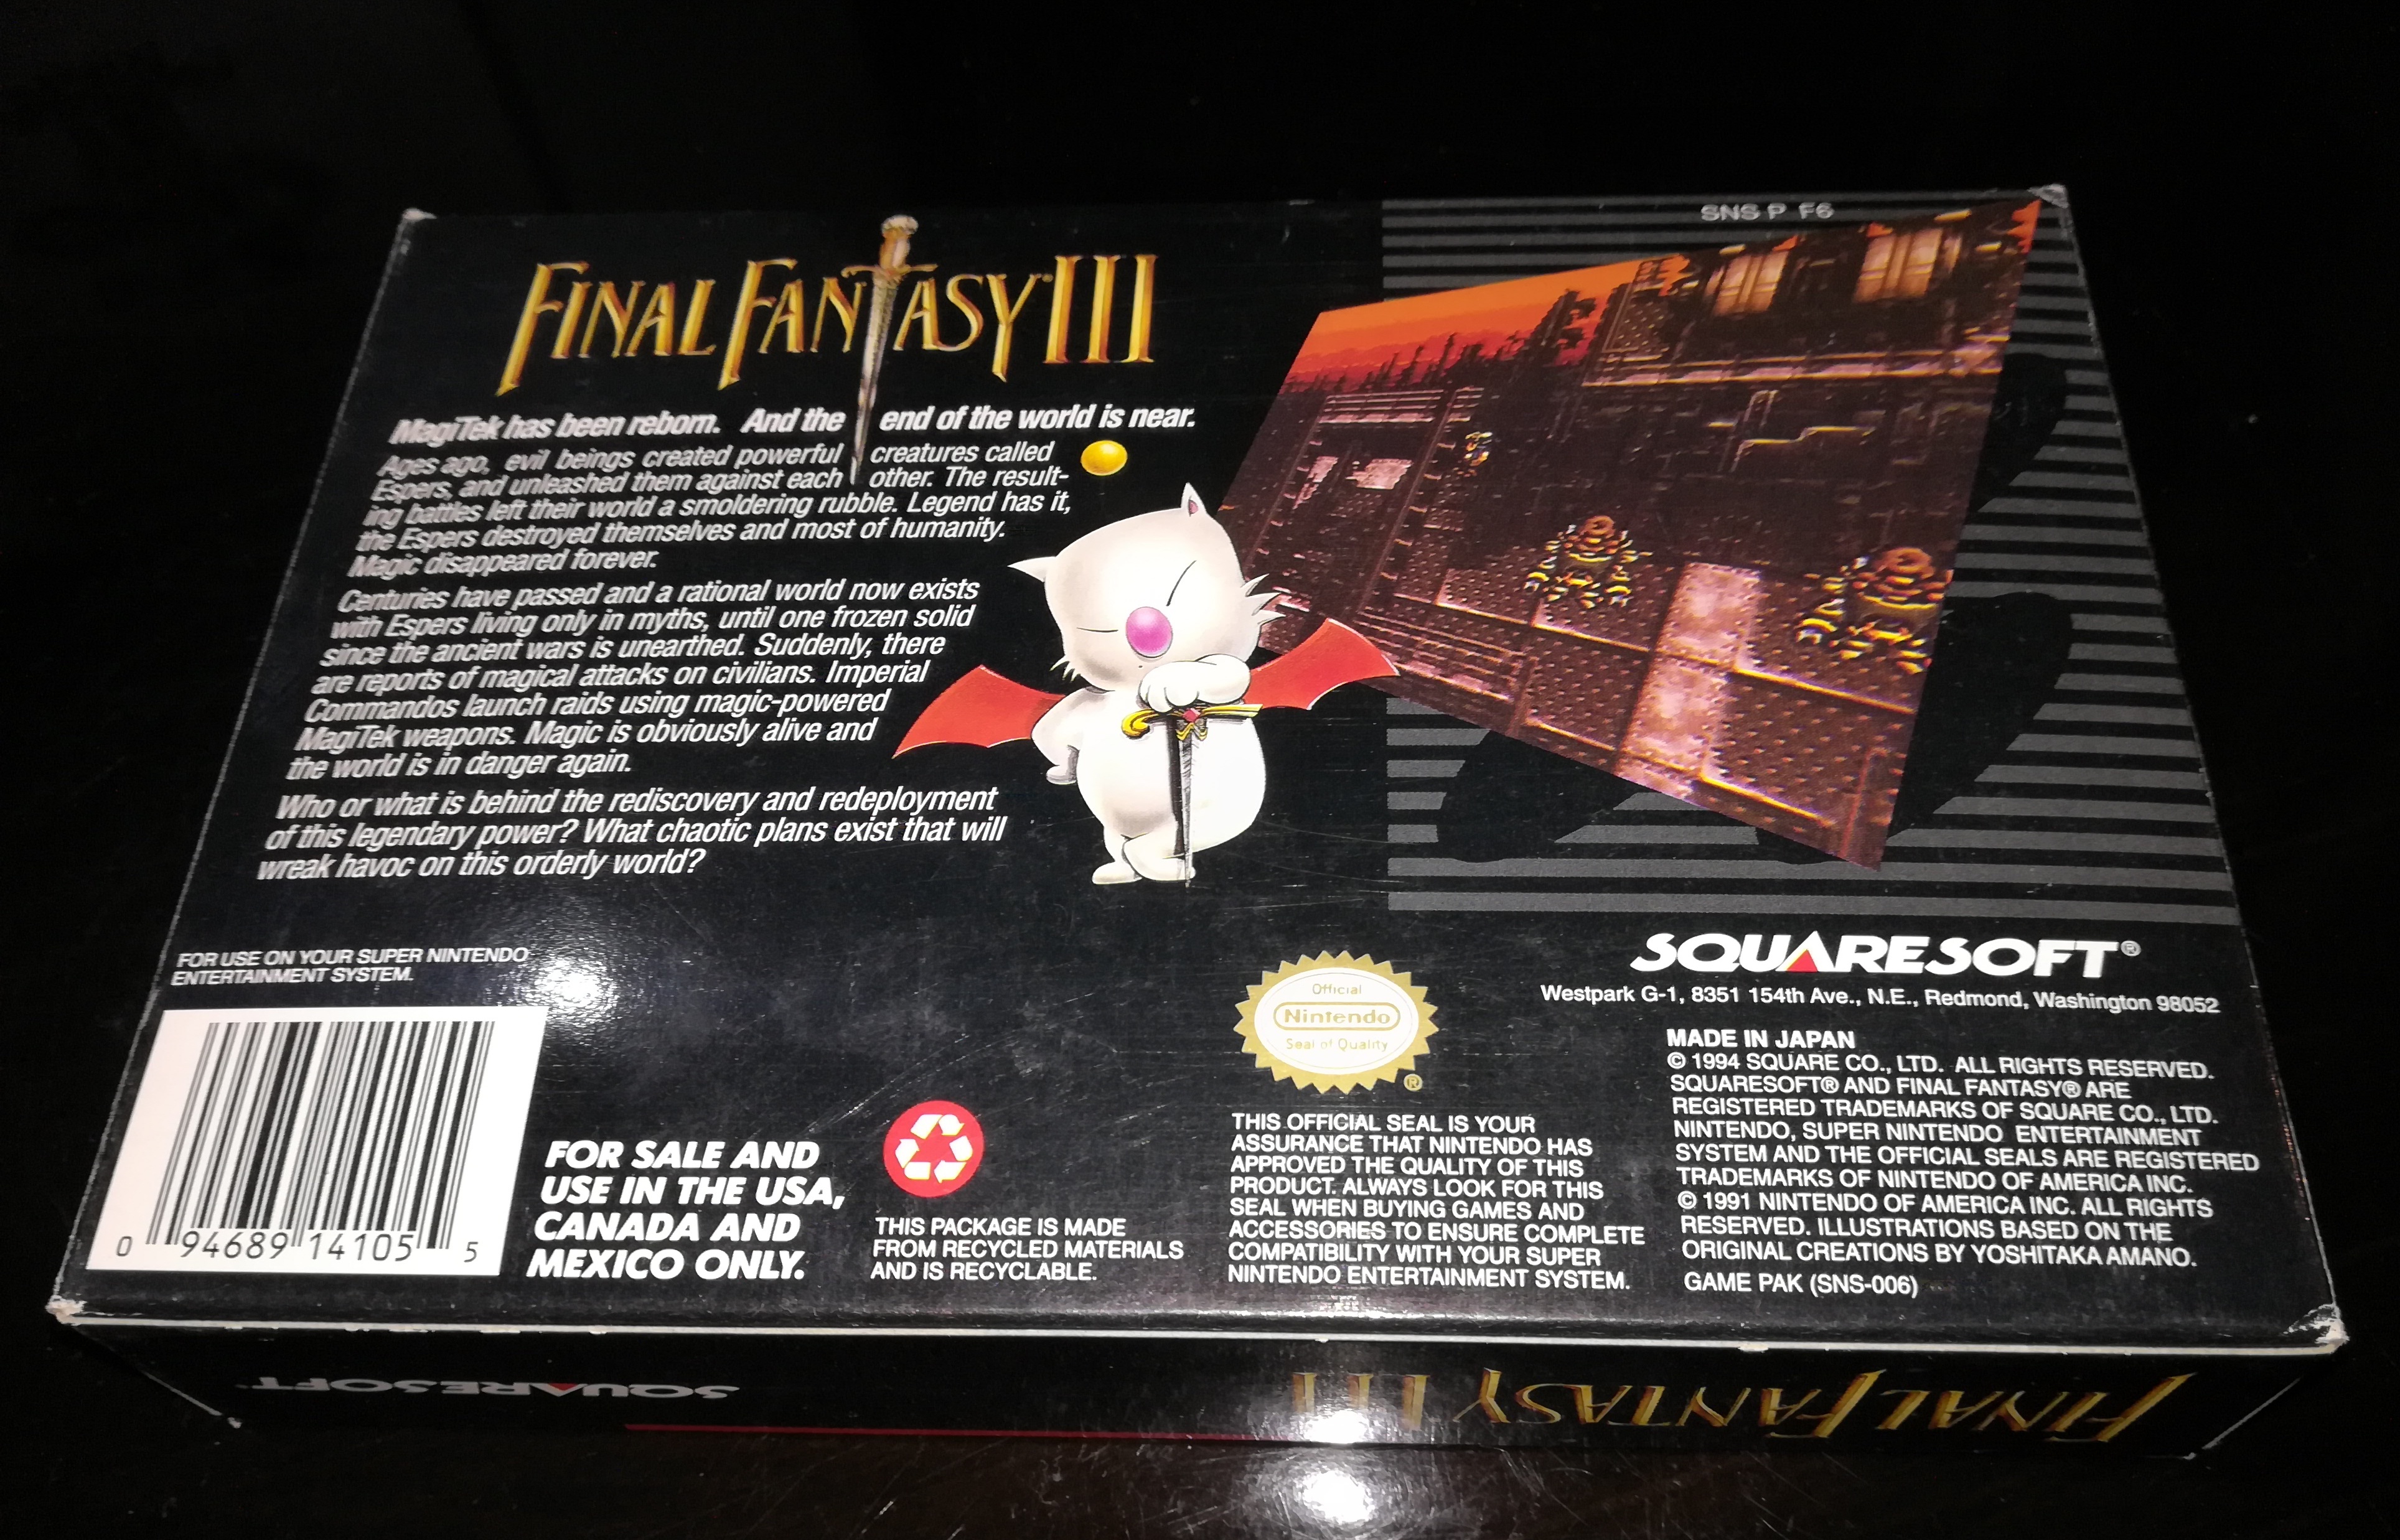 SNS P F6
FINAL FANTASY® III
MagiTek has been reborn. And the end of the world is near.
Ages ago, evil beings created powerful creatures called
Espers, and unleashed them against each other. The result-
ing battles left their world a smoldering rubble. Legend has it,
the Espers destroyed themselves and most of humanity.
Magic disappeared forever.
Centuries have passed and a rational world now exists
with Espers living only in myths, until one frozen solid
since the ancient wars is unearthed. Suddenly, there
are reports of magical attacks on civilians. Imperial
Commandos launch raids using magic-powered
MagiTek weapons. Magic is obviously alive and
the world is in danger again.
Who or what is behind the rediscovery and redeployment
of this legendary power? What chaotic plans exist that will
wreak havoc on this orderly world?
FOR USE ON YOUR SUPER NINTENDO
ENTERTAINMENT SYSTEM.
0 94689 14105 5
FOR SALE AND
USE IN THE USA,
CANADA AND
MEXICO ONLY.
THIS PACKAGE IS MADE
FROM RECYCLED MATERIALS
AND IS RECYCLABLE.
Official
Nintendo
Seal of Quality
®
THIS OFFICIAL SEAL IS YOUR
ASSURANCE THAT NINTENDO HAS
APPROVED THE QUALITY OF THIS
PRODUCT. ALWAYS LOOK FOR THIS
SEAL WHEN BUYING GAMES AND
ACCESSORIES TO ENSURE COMPLETE
COMPATIBILITY WITH YOUR SUPER
NINTENDO ENTERTAINMENT SYSTEM.
SQUARESOFT®
Westpark G-1, 8351 154th Ave., N.E., Redmond, Washington 98052
MADE IN JAPAN
© 1994 SQUARE CO., LTD. ALL RIGHTS RESERVED.
SQUARESOFT® AND FINAL FANTASY® ARE
REGISTERED TRADEMARKS OF SQUARE CO., LTD.
NINTENDO, SUPER NINTENDO ENTERTAINMENT
SYSTEM AND THE OFFICIAL SEALS ARE REGISTERED
TRADEMARKS OF NINTENDO OF AMERICA INC.
© 1991 NINTENDO OF AMERICA INC. ALL RIGHTS
RESERVED. ILLUSTRATIONS BASED ON THE
ORIGINAL CREATIONS BY YOSHITAKA AMANO.
GAME PAK (SNS-006)
FINAL FANTASY III
SQUARESOFT